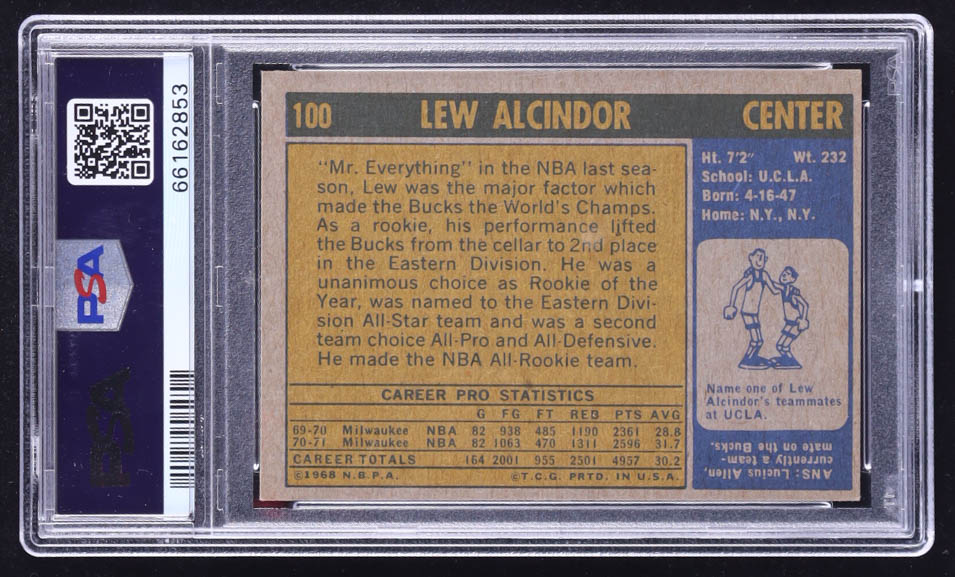 66162853
PSA
PSA
100 LEW ALCINDOR CENTER
"Mr. Everything" in the NBA last sea-
son, Lew was the major factor which
made the Bucks the World's Champs.
As a rookie, his performance lifted
the Bucks from the cellar to 2nd place
in the Eastern Division. He was a
unanimous choice as Rookie of the
Year, was named to the Eastern Divi-
sion All-Star team and was a second
team choice All-Pro and All-Defensive.
He made the NBA All-Rookie team.
CAREER PRO STATISTICS
G FG FT REB PTS AVG
69-70 Milwaukee NBA 82 938 485 1190 2361 28.8
70-71 Milwaukee NBA 82 1063 470 1311 2596 31.7
CAREER TOTALS 164 2001 955 2501 4957 30.2
©1968 N.B.P.A. ©T.C.G. PRTD. IN U.S.A.
Ht. 7'2" Wt. 232
School: U.C.L.A.
Born: 4-16-47
Home: N.Y., N.Y.
Name one of Lew
Alcindor's teammates
at UCLA.
ANS: Lucius Allen,
currently a team-
mate on the Bucks.
PSA